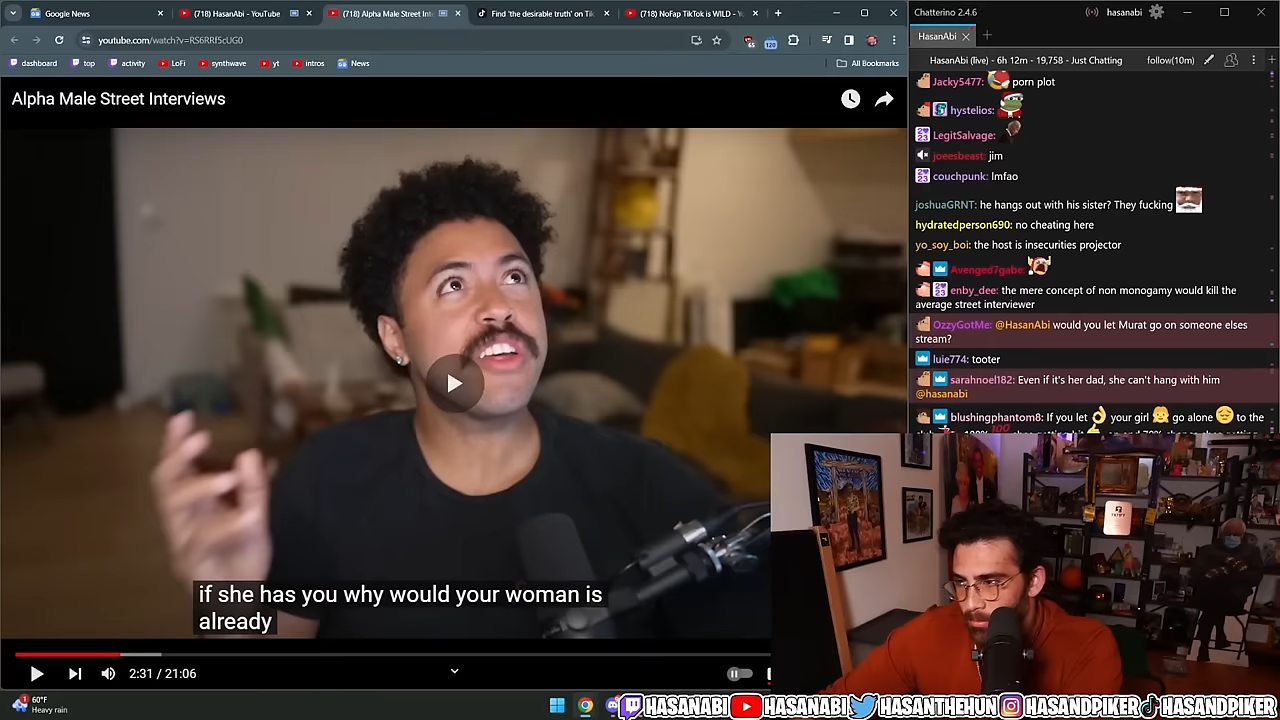 Google News
(718) HasanAbi - YouTube
(718) Alpha Male Street Int
Find 'the desirable truth' on Ti
(718) NoFap TikTok is WILD - Y
youtube.com/watch?v=RS6RRf5cUG0
65
120
dashboard
top
activity
LoFi
synthwave
yt
intros
News
All Bookmarks
Alpha Male Street Interviews
if she has you why would your woman is
already
2:31 / 21:06
60°F
Heavy rain
Chatterino 2.4.6
hasanabi
HasanAbi
HasanAbi (live) - 6h 12m - 19,758 - Just Chatting
follow(10m)
Jacky5477: porn plot
hystelios:
LegitSalvage:
joeesbeast: jim
couchpunk: lmfao
joshuaGRNT: he hangs out with his sister? They fucking
hydratedperson690: no cheating here
yo_soy_boi: the host is insecurities projector
Avenged7gabe:
enby_dee: the mere concept of non monogamy would kill the
average street interviewer
OzzyGotMe: @HasanAbi would you let Murat go on someone elses
stream?
luie774: tooter
sarahnoel182: Even if it's her dad, she can't hang with him
@hasanabi
blushingphantom8: If you let your girl go alone to the
HASANABI HASANABI HASANTHEHUN HASANDPIKER HASANDPIKER